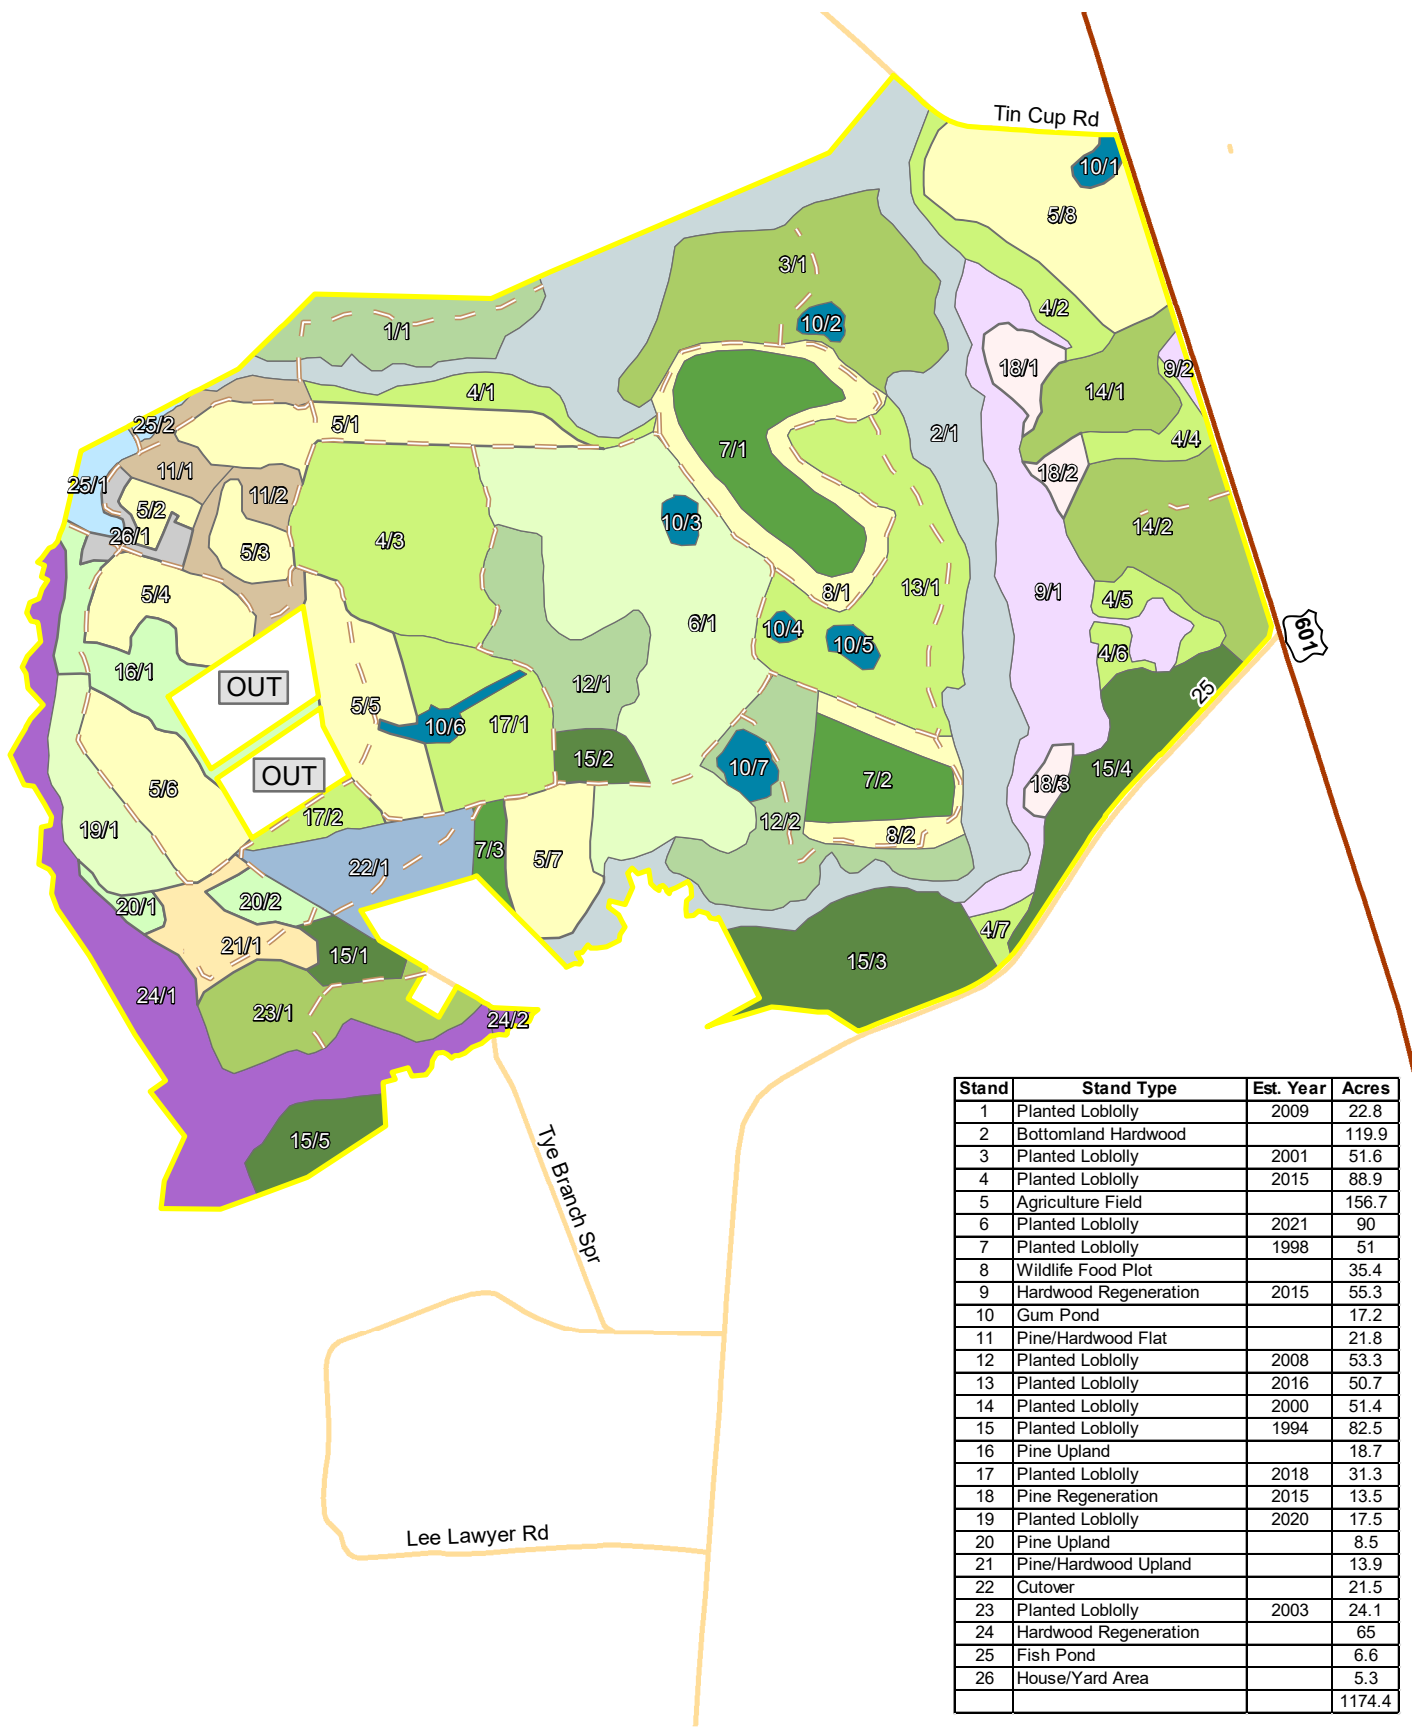 Tin Cup Rd
10/1
5/8
3/1
4/2
10/2
1/1
18/1
9/2
14/1
4/1
5/1
25/2
2/1
4/4
7/1
11/1
18/2
25/1
11/2
5/2
10/3
14/2
26/1
4/3
5/3
8/1
13/1
9/1
5/4
4/5
6/1
10/4
10/5
601
4/6
16/1
OUT
12/1
25
5/5
10/6
17/1
15/2
10/7
15/4
OUT
7/2
18/3
5/6
17/2
12/2
19/1
8/2
7/3
5/7
22/1
20/1
20/2
4/7
21/1
15/1
15/3
24/1
23/1
24/2
15/5
Tye Branch Spr
Lee Lawyer Rd
Stand Stand Type Est. Year Acres
1 Planted Loblolly 2009 22.8
2 Bottomland Hardwood 119.9
3 Planted Loblolly 2001 51.6
4 Planted Loblolly 2015 88.9
5 Agriculture Field 156.7
6 Planted Loblolly 2021 90
7 Planted Loblolly 1998 51
8 Wildlife Food Plot 35.4
9 Hardwood Regeneration 2015 55.3
10 Gum Pond 17.2
11 Pine/Hardwood Flat 21.8
12 Planted Loblolly 2008 53.3
13 Planted Loblolly 2016 50.7
14 Planted Loblolly 2000 51.4
15 Planted Loblolly 1994 82.5
16 Pine Upland 18.7
17 Planted Loblolly 2018 31.3
18 Pine Regeneration 2015 13.5
19 Planted Loblolly 2020 17.5
20 Pine Upland 8.5
21 Pine/Hardwood Upland 13.9
22 Cutover 21.5
23 Planted Loblolly 2003 24.1
24 Hardwood Regeneration 65
25 Fish Pond 6.6
26 House/Yard Area 5.3
1174.4